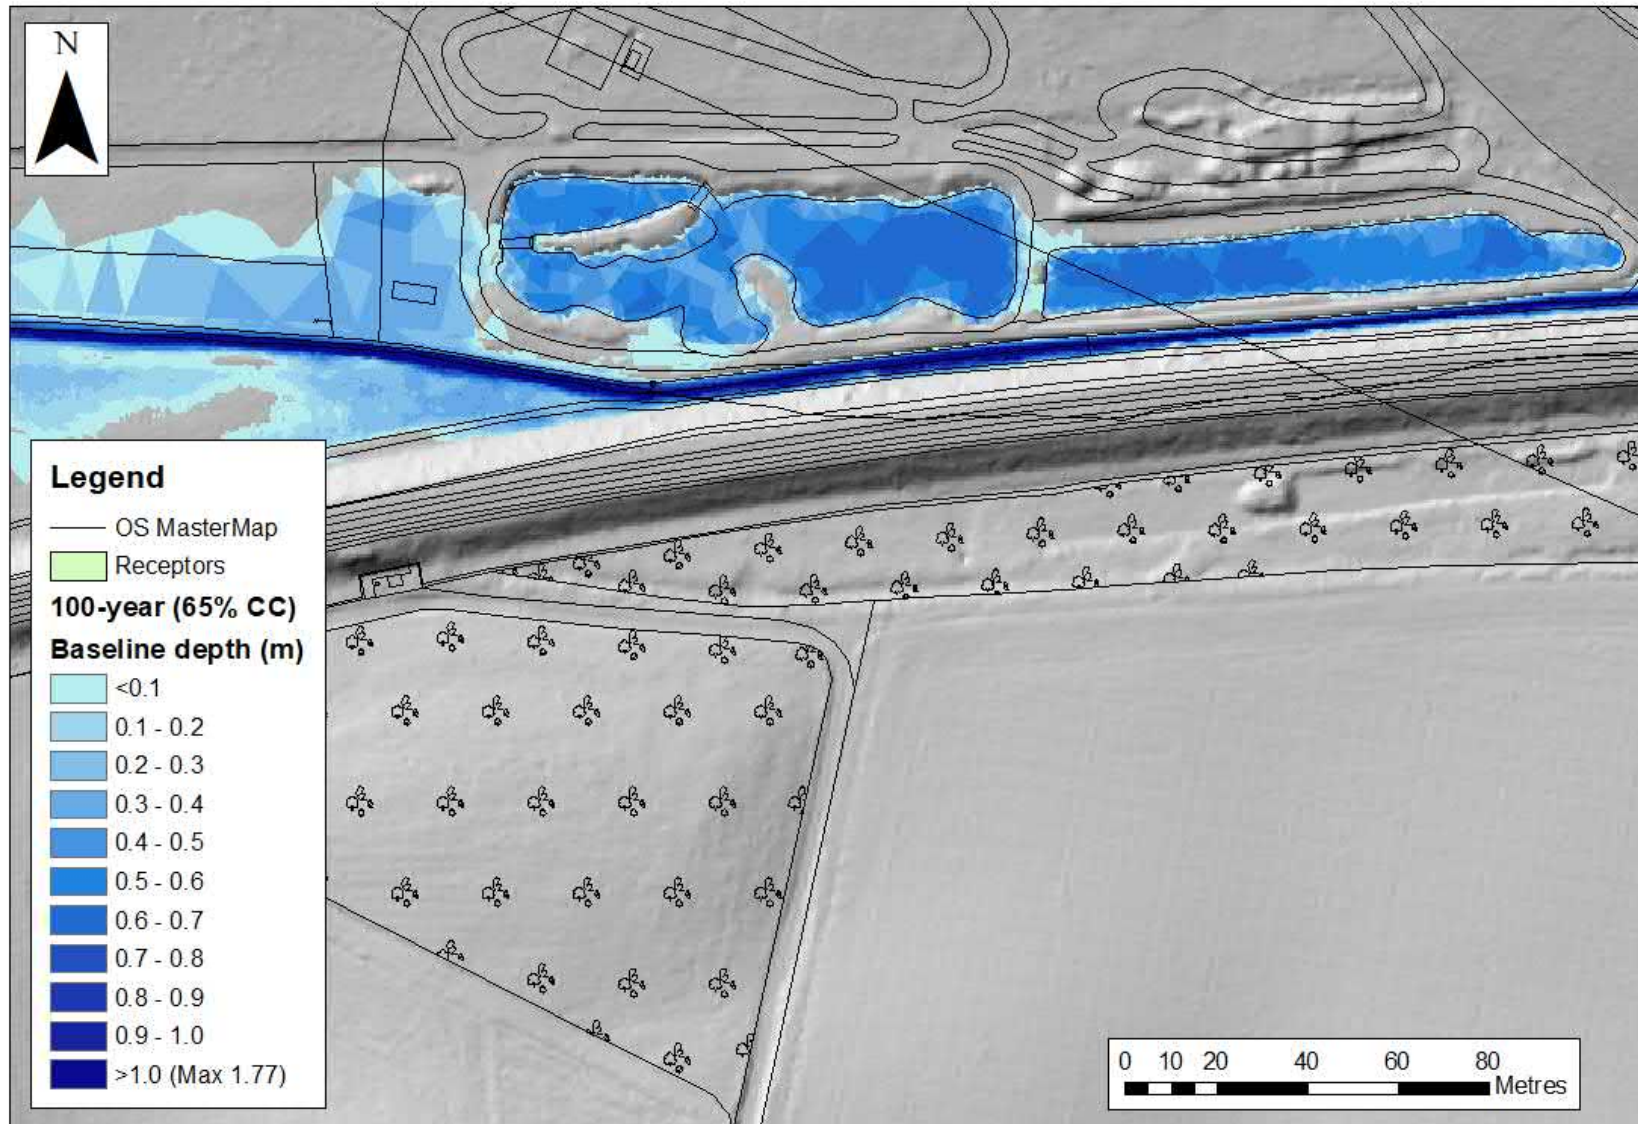 N
Legend
OS MasterMap
Receptors
100-year (65% CC)
Baseline depth (m)
<0.1
0.1 - 0.2
0.2 - 0.3
0.3 - 0.4
0.4 - 0.5
0.5 - 0.6
0.6 - 0.7
0.7 - 0.8
0.8 - 0.9
0.9 - 1.0
>1.0 (Max 1.77)
0 10 20 40 60 80
Metres